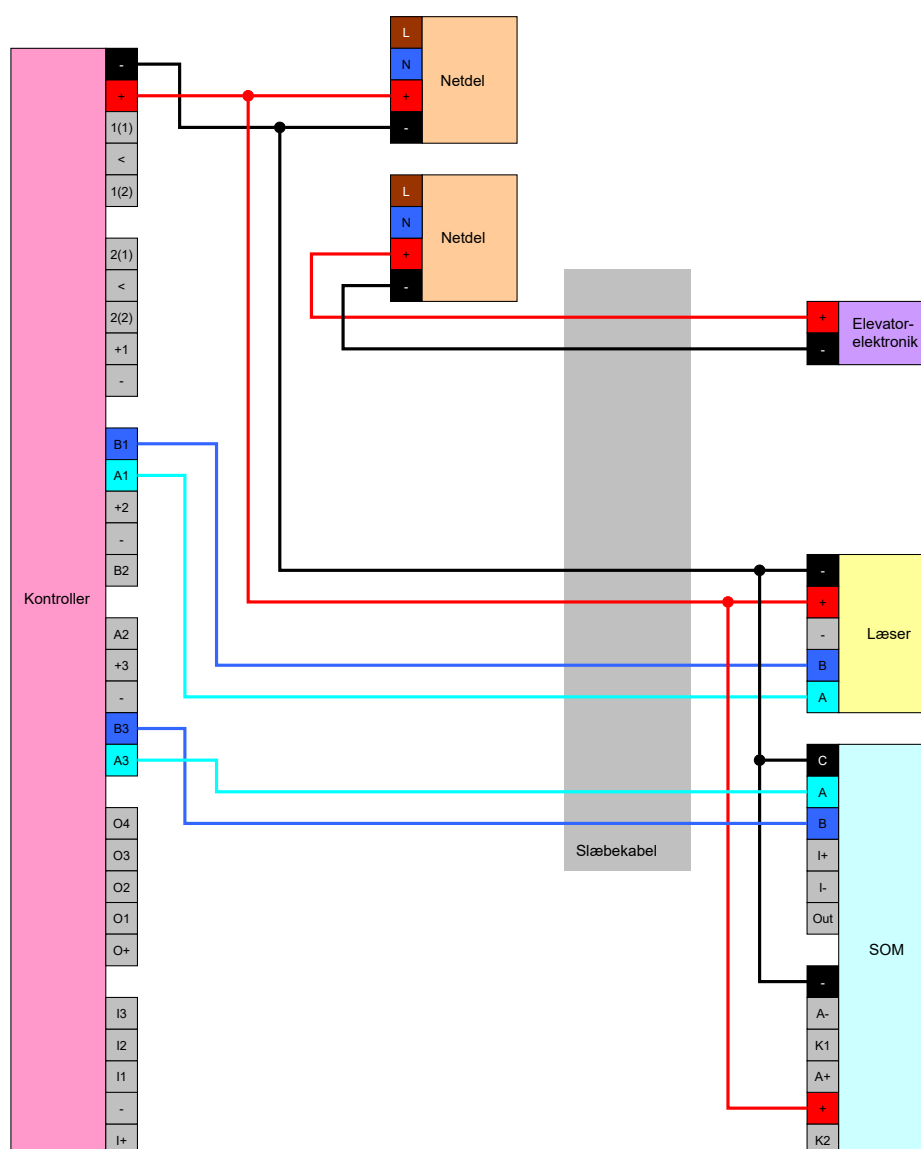 Kontroller
-
+
1(1)
<
1(2)
2(1)
<
2(2)
+1
-
B1
A1
+2
-
B2
A2
+3
-
B3
A3
O4
O3
O2
O1
O+
I3
I2
I1
-
I+
L
N
+
-
Netdel
L
N
+
-
Netdel
Slæbekabel
+
-
Elevator-
elektronik
-
+
-
B
A
Læser
C
A
B
I+
I-
Out
-
A-
K1
A+
+
K2
SOM